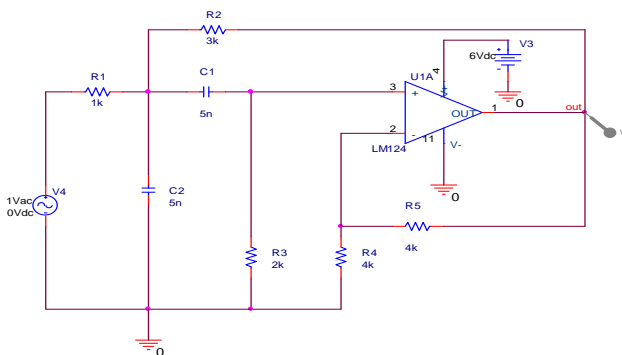 R2
3k
V3
6Vdc
U1A
4
V+
R1
1k
C1
5n
3
+
OUT
1
out
0
2
-
11
V-
LM124
V4
1Vac
0Vdc
C2
5n
0
R5
4k
R3
2k
R4
4k
0
V